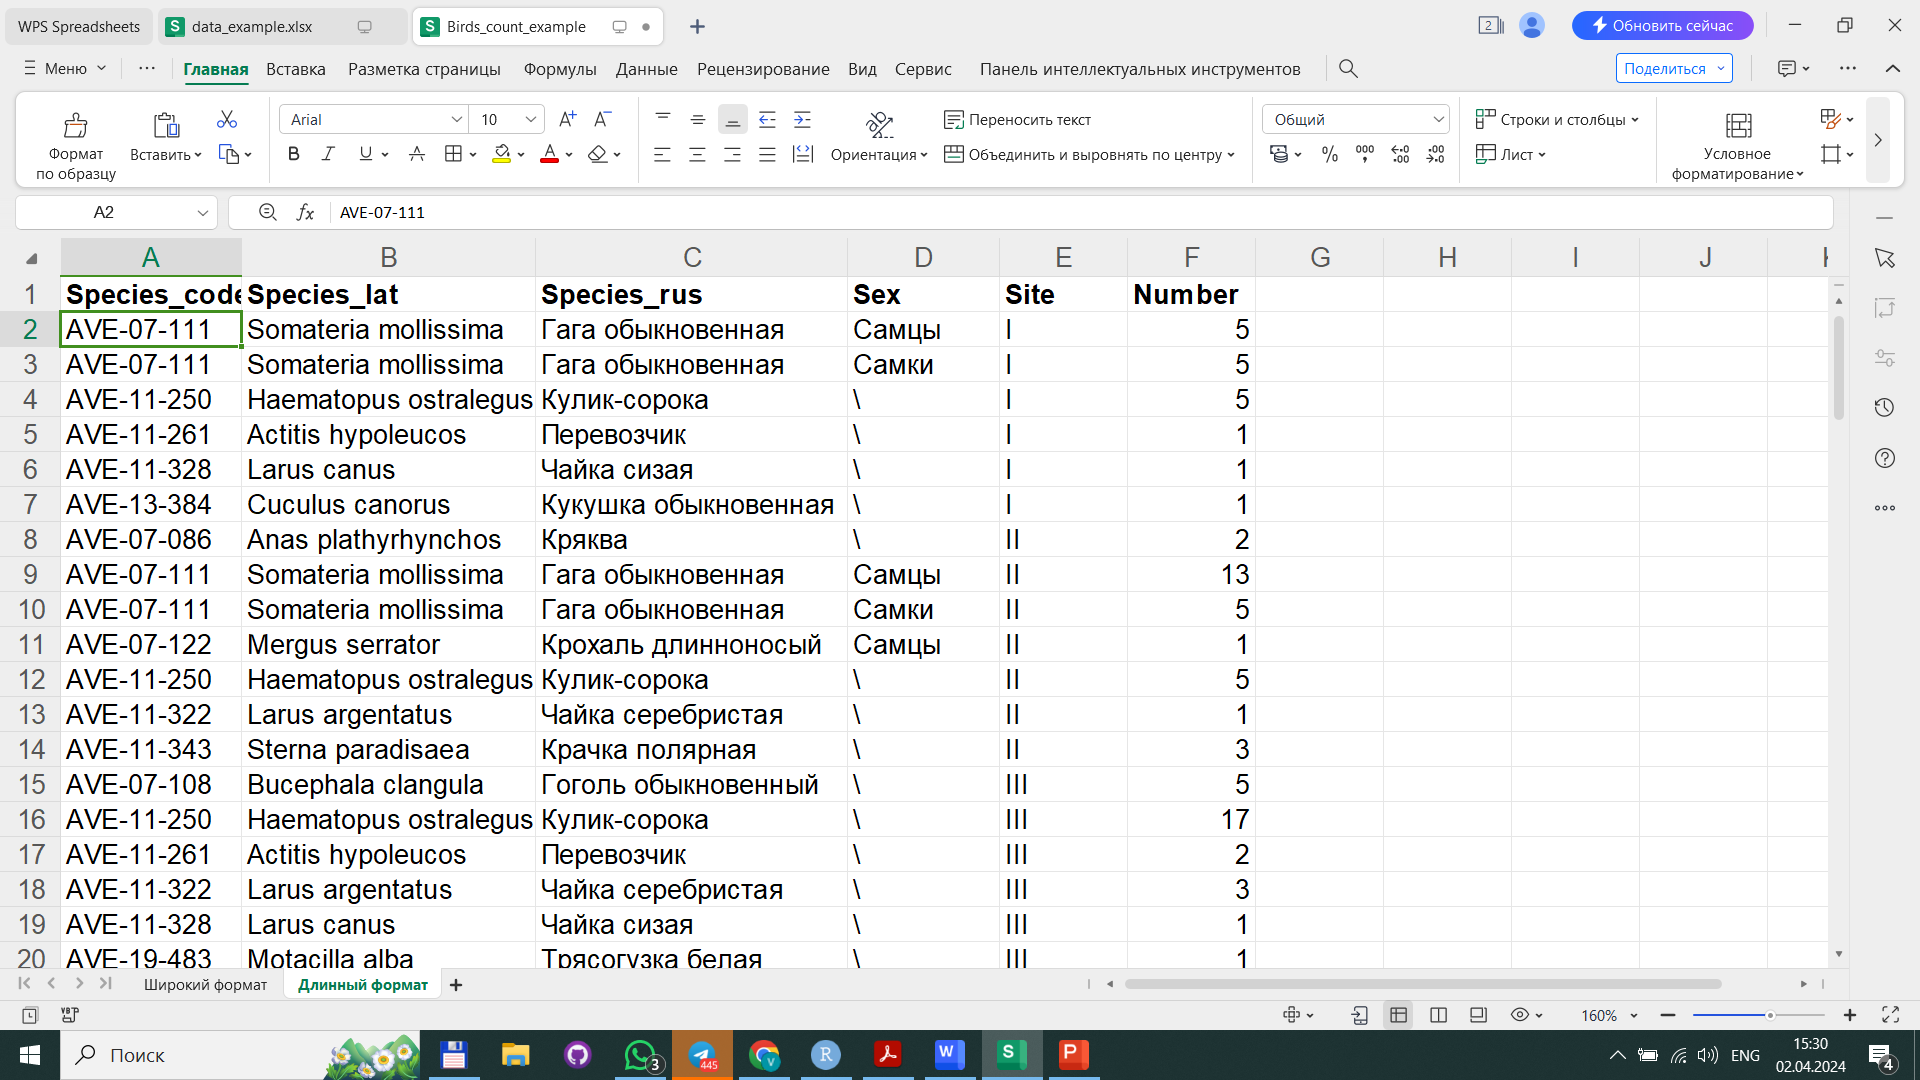 WPS Spreadsheets data_example.xlsx Birds_count_example 2 Обновить сейчас
Меню Главная Вставка Разметка страницы Формулы Данные Рецензирование Вид Сервис Панель интеллектуальных инструментов Поделиться
Формат по образцу Вставить Arial 10 Ориентация Переносить текст Объединить и выровнять по центру Общий Строки и столбцы Лист Условное форматирование
A2 AVE-07-111
A B C D E F G H I J K
1 Species_code Species_lat Species_rus Sex Site Number
2 AVE-07-111 Somateria mollissima Гага обыкновенная Самцы I 5
3 AVE-07-111 Somateria mollissima Гага обыкновенная Самки I 5
4 AVE-11-250 Haematopus ostralegus Кулик-сорока \ I 5
5 AVE-11-261 Actitis hypoleucos Перевозчик \ I 1
6 AVE-11-328 Larus canus Чайка сизая \ I 1
7 AVE-13-384 Cuculus canorus Кукушка обыкновенная \ I 1
8 AVE-07-086 Anas plathyrhynchos Кряква \ II 2
9 AVE-07-111 Somateria mollissima Гага обыкновенная Самцы II 13
10 AVE-07-111 Somateria mollissima Гага обыкновенная Самки II 5
11 AVE-07-122 Mergus serrator Крохаль длинноносый Самцы II 1
12 AVE-11-250 Haematopus ostralegus Кулик-сорока \ II 5
13 AVE-11-322 Larus argentatus Чайка серебристая \ II 1
14 AVE-11-343 Sterna paradisaea Крачка полярная \ II 3
15 AVE-07-108 Bucephala clangula Гоголь обыкновенный \ III 5
16 AVE-11-250 Haematopus ostralegus Кулик-сорока \ III 17
17 AVE-11-261 Actitis hypoleucos Перевозчик \ III 2
18 AVE-11-322 Larus argentatus Чайка серебристая \ III 3
19 AVE-11-328 Larus canus Чайка сизая \ III 1
20 AVE-19-483 Motacilla alba Трясогузка белая \ III 1
Широкий формат Длинный формат
160%
Поиск 3 445 ENG 15:30
02.04.2024 4